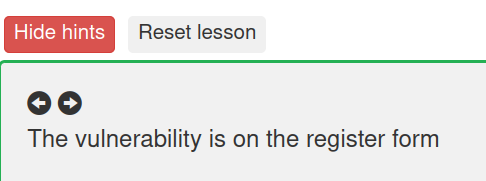 Hide hints Reset lesson
The vulnerability is on the register form